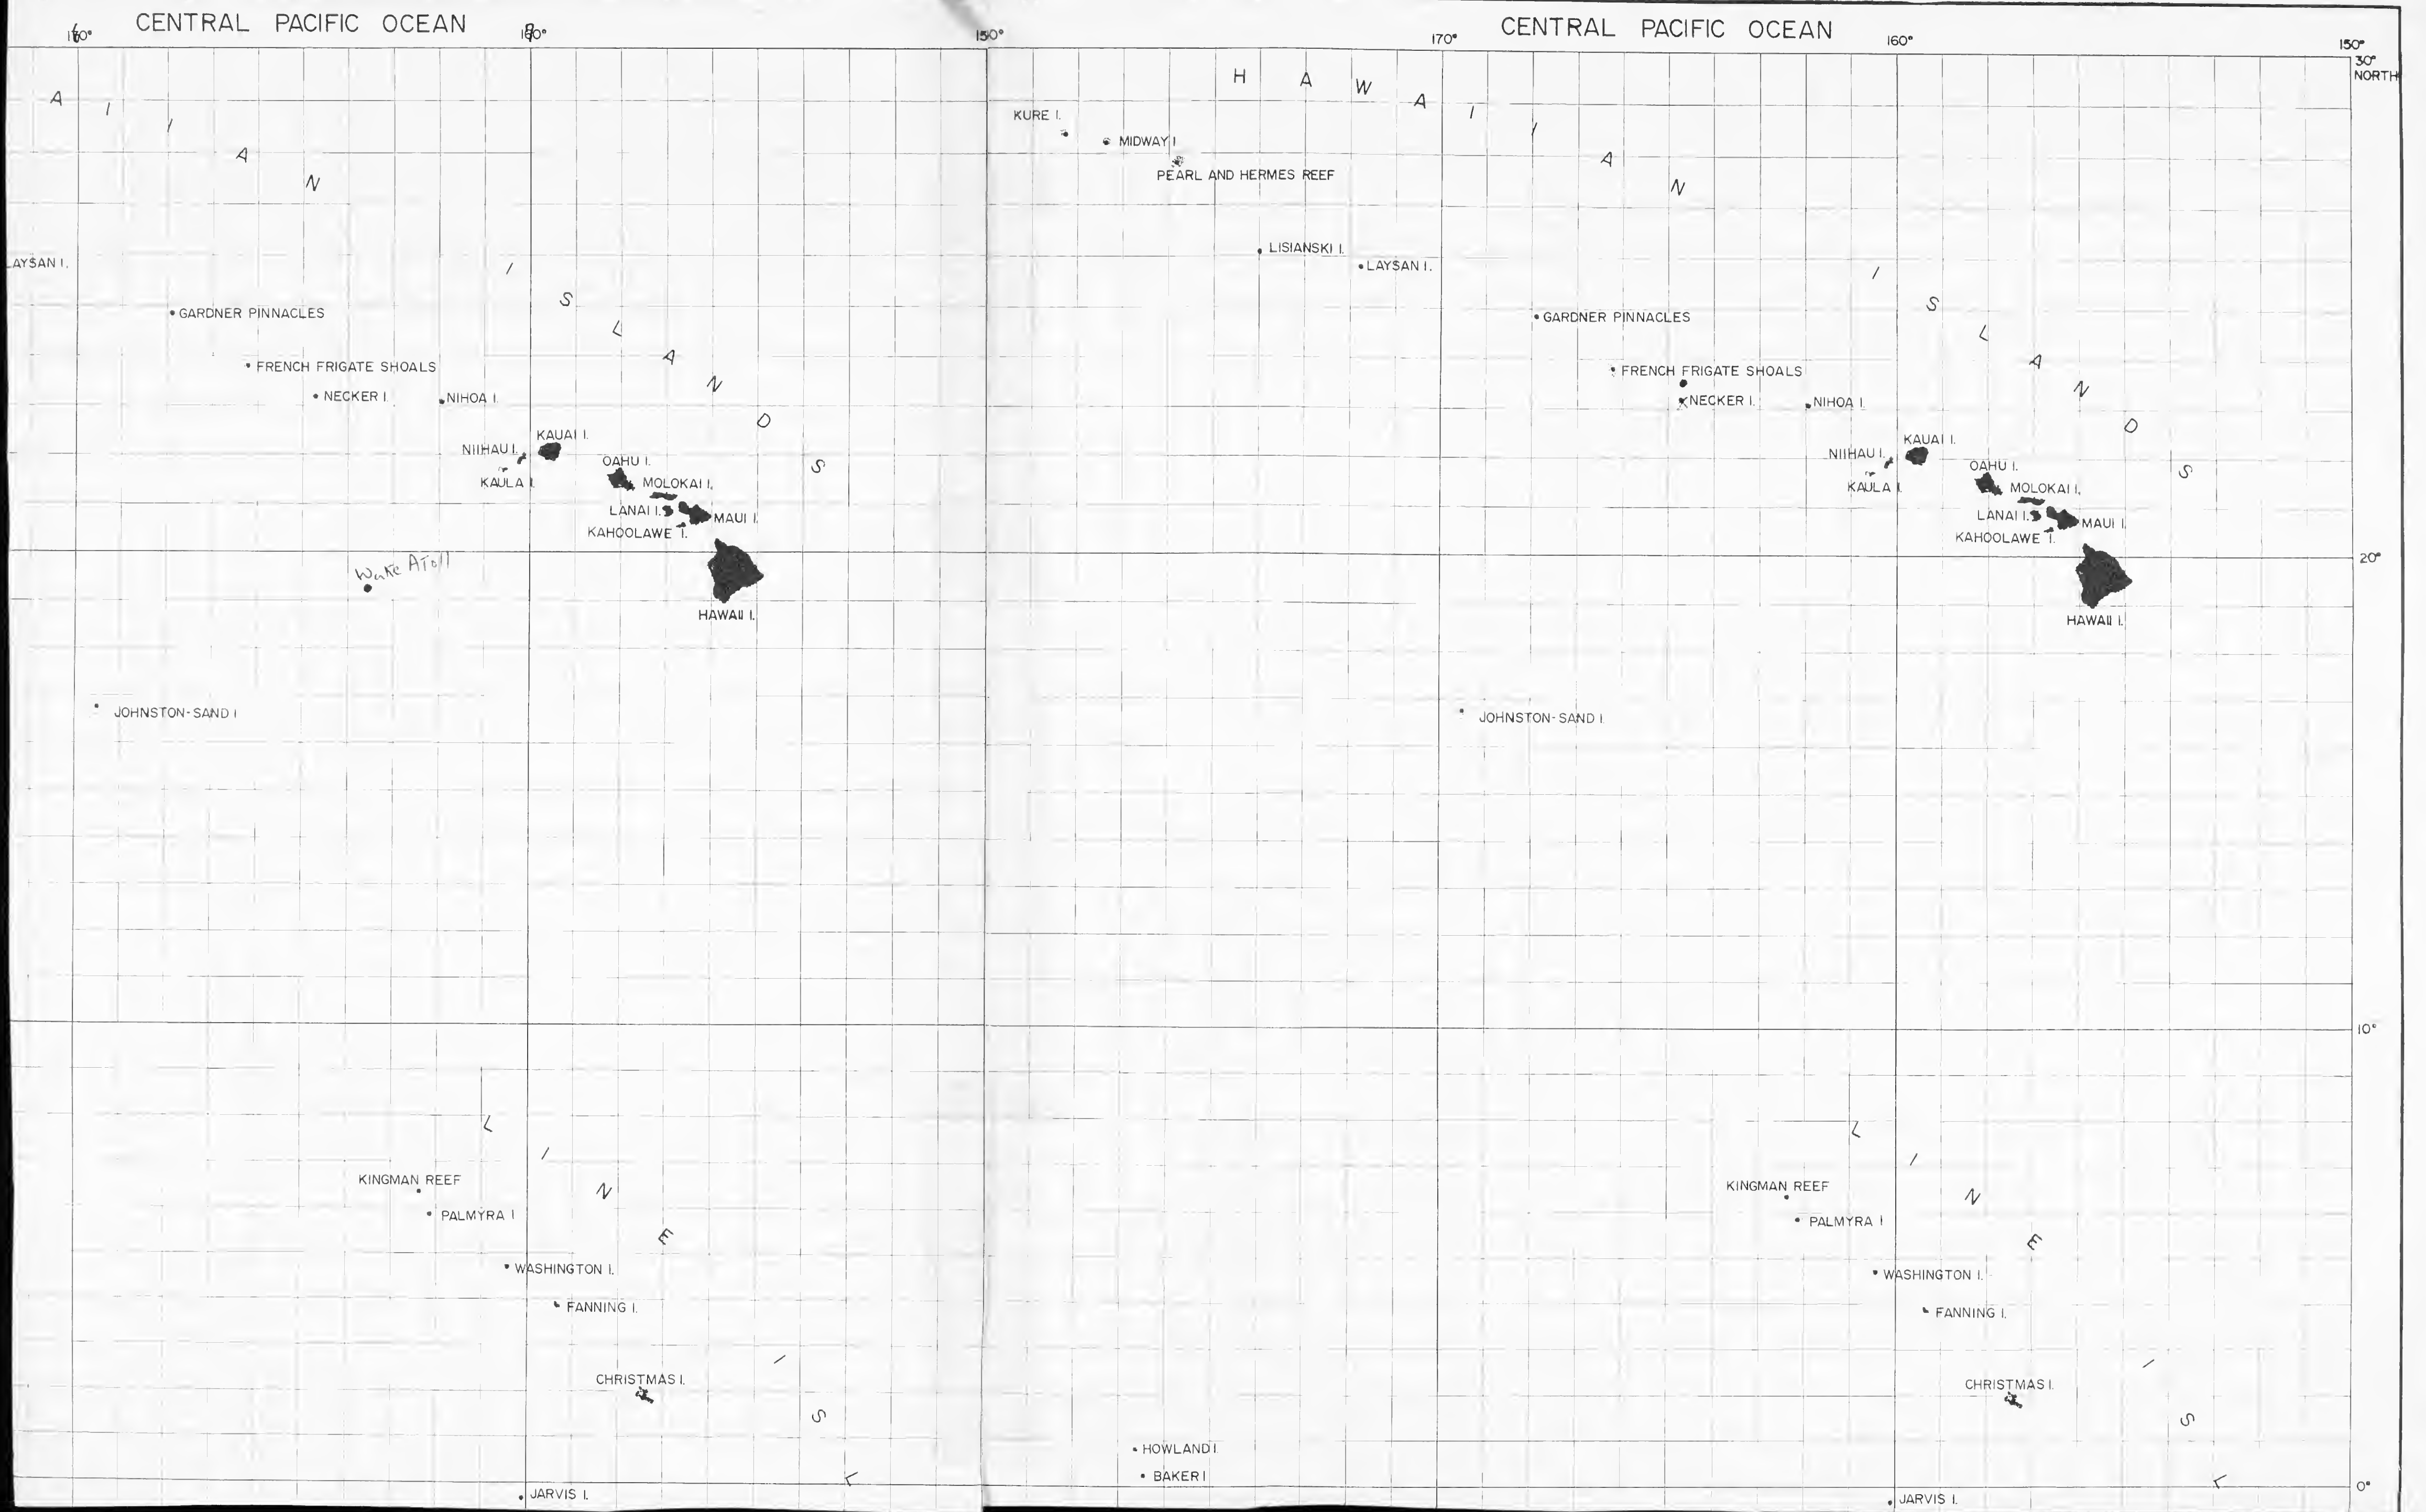 CENTRAL PACIFIC OCEAN
150°
H A W A I I A N
I S L A N D S
AYSAN I.
GARDNER PINNACLES
FRENCH FRIGATE SHOALS
NECKER I.
NIHOA I.
KAUAI I.
NIIHAU I.
KAULA I.
OAHU I.
MOLOKAI I.
LANAI I.
MAUI I.
KAHOOLAWE I.
HAWAII I.
Wake Atoll
JOHNSTON-SAND I.
L I N E
I S L
KINGMAN REEF
PALMYRA I
WASHINGTON I.
FANNING I.
CHRISTMAS I.
JARVIS I.
CENTRAL PACIFIC OCEAN
170°
160°
150°
30°
NORTH
KURE I.
MIDWAY I
PEARL AND HERMES REEF
LISIANSKI I.
LAYSAN I.
A I I A N
I S L A N D S
GARDNER PINNACLES
FRENCH FRIGATE SHOALS
NECKER I.
NIHOA I.
KAUAI I.
NIIHAU I.
KAULA I.
OAHU I.
MOLOKAI I.
LANAI I.
MAUI I.
KAHOOLAWE I.
HAWAII I.
20°
JOHNSTON-SAND I.
10°
L I N E
I S L
KINGMAN REEF
PALMYRA I
WASHINGTON I.
FANNING I.
CHRISTMAS I.
HOWLAND I
BAKER I
JARVIS I.
0°